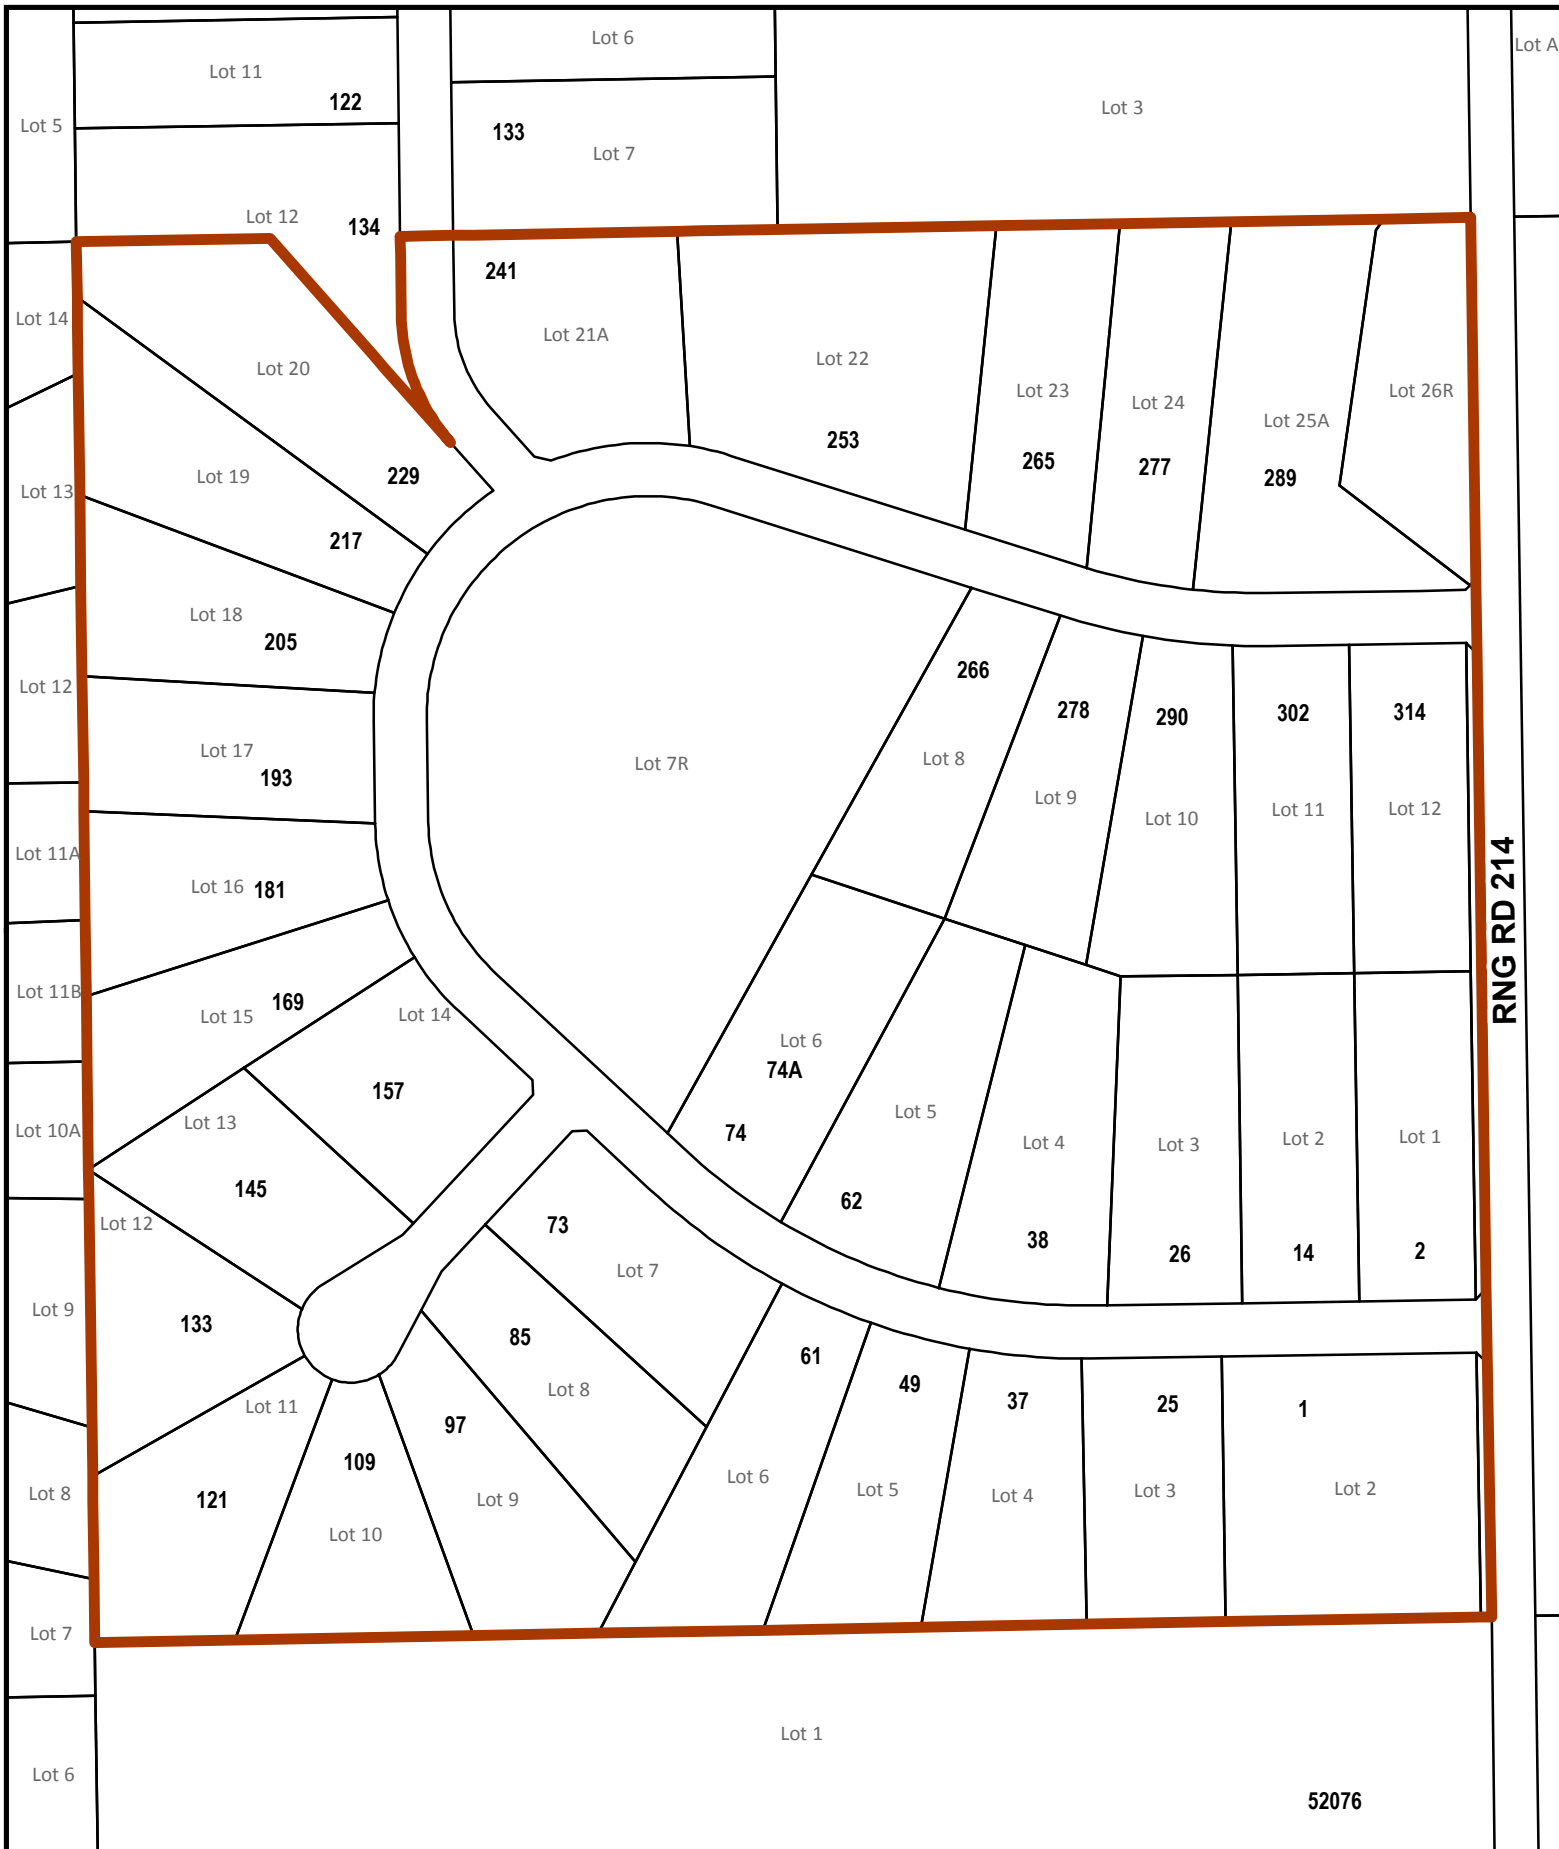 Lot 6
Lot A
Lot 11
122
Lot 3
Lot 5
133
Lot 7
Lot 12
134
241
Lot 14
Lot 21A
Lot 20
Lot 22
Lot 23
Lot 24
Lot 26R
Lot 25A
253
265
277
289
Lot 19
229
Lot 13
217
Lot 18
205
266
Lot 12
278
290
302
314
Lot 17
193
Lot 7R
Lot 8
Lot 9
Lot 10
Lot 11
Lot 12
Lot 11A
Lot 16
181
RNG RD 214
Lot 11B
169
Lot 15
Lot 14
Lot 6
74A
157
Lot 5
Lot 13
Lot 10A
74
Lot 4
Lot 3
Lot 2
Lot 1
145
62
Lot 12
73
38
26
14
2
Lot 7
Lot 9
133
85
61
49
Lot 8
37
25
1
Lot 11
97
109
Lot 6
Lot 5
Lot 4
Lot 3
Lot 2
Lot 8
121
Lot 9
Lot 10
Lot 7
Lot 1
Lot 6
52076